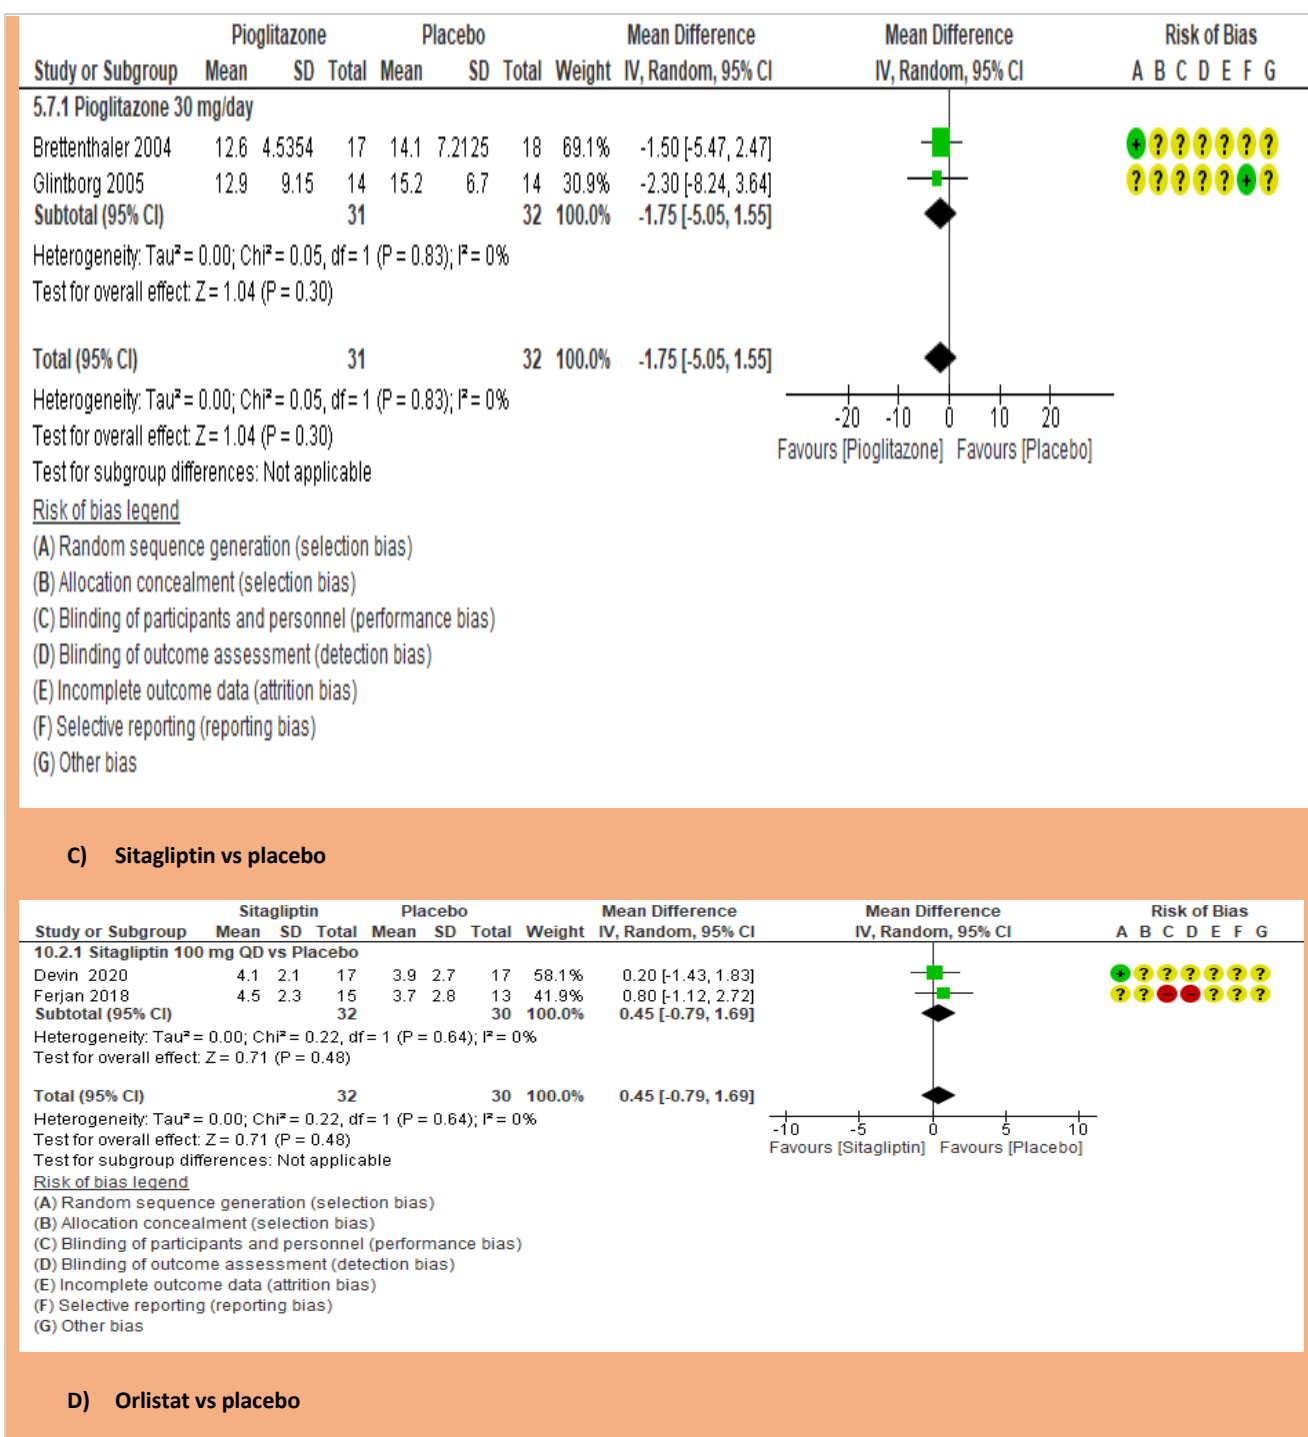 Pioglitazone Placebo Mean Difference Mean Difference Risk of Bias
Study or Subgroup Mean SD Total Mean SD Total Weight IV, Random, 95% CI IV, Random, 95% CI A B C D E F G
5.7.1 Pioglitazone 30 mg/day
Brettenthaler 2004 12.6 4.5354 17 14.1 7.2125 18 69.1% -1.50 [-5.47, 2.47] + ? ? ? ? ? ?
Glintborg 2005 12.9 9.15 14 15.2 6.7 14 30.9% -2.30 [-8.24, 3.64] ? ? ? ? ? + ?
Subtotal (95% CI) 31 32 100.0% -1.75 [-5.05, 1.55]
Heterogeneity: Tau² = 0.00; Chi² = 0.05, df = 1 (P = 0.83); I² = 0%
Test for overall effect: Z = 1.04 (P = 0.30)
Total (95% CI) 31 32 100.0% -1.75 [-5.05, 1.55]
Heterogeneity: Tau² = 0.00; Chi² = 0.05, df = 1 (P = 0.83); I² = 0%
Test for overall effect: Z = 1.04 (P = 0.30)
Test for subgroup differences: Not applicable
-20 -10 0 10 20
Favours [Pioglitazone] Favours [Placebo]
Risk of bias legend
(A) Random sequence generation (selection bias)
(B) Allocation concealment (selection bias)
(C) Blinding of participants and personnel (performance bias)
(D) Blinding of outcome assessment (detection bias)
(E) Incomplete outcome data (attrition bias)
(F) Selective reporting (reporting bias)
(G) Other bias
C) Sitagliptin vs placebo
Sitagliptin Placebo Mean Difference Mean Difference Risk of Bias
Study or Subgroup Mean SD Total Mean SD Total Weight IV, Random, 95% CI IV, Random, 95% CI A B C D E F G
10.2.1 Sitagliptin 100 mg QD vs Placebo
Devin 2020 4.1 2.1 17 3.9 2.7 17 58.1% 0.20 [-1.43, 1.83] + ? ? ? ? ? ?
Ferjan 2018 4.5 2.3 15 3.7 2.8 13 41.9% 0.80 [-1.12, 2.72] ? ? - - ? ? ?
Subtotal (95% CI) 32 30 100.0% 0.45 [-0.79, 1.69]
Heterogeneity: Tau² = 0.00; Chi² = 0.22, df = 1 (P = 0.64); I² = 0%
Test for overall effect: Z = 0.71 (P = 0.48)
Total (95% CI) 32 30 100.0% 0.45 [-0.79, 1.69]
Heterogeneity: Tau² = 0.00; Chi² = 0.22, df = 1 (P = 0.64); I² = 0%
Test for overall effect: Z = 0.71 (P = 0.48)
Test for subgroup differences: Not applicable
-10 -5 0 5 10
Favours [Sitagliptin] Favours [Placebo]
Risk of bias legend
(A) Random sequence generation (selection bias)
(B) Allocation concealment (selection bias)
(C) Blinding of participants and personnel (performance bias)
(D) Blinding of outcome assessment (detection bias)
(E) Incomplete outcome data (attrition bias)
(F) Selective reporting (reporting bias)
(G) Other bias
D) Orlistat vs placebo